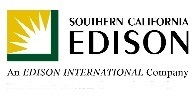 SOUTHERN CALIFORNIA
EDISON
An EDISON INTERNATIONAL Company